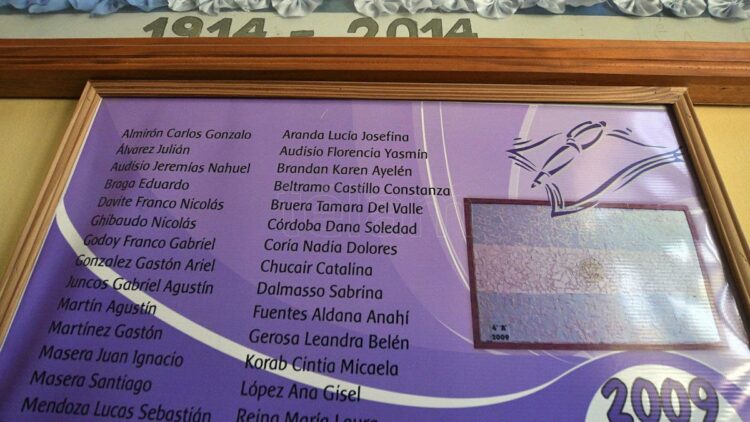 1914 - 2014
Almirón Carlos Gonzalo
Álvarez Julián
Audisio Jeremías Nahuel
Braga Eduardo
Davite Franco Nicolás
Ghibaudo Nicolás
Godoy Franco Gabriel
Gonzalez Gastón Ariel
Juncos Gabriel Agustín
Martín Agustín
Martínez Gastón
Masera Juan Ignacio
Masera Santiago
Mendoza Lucas Sebastián
Aranda Lucía Josefina
Audisio Florencia Yasmín
Brandan Karen Ayelén
Beltramo Castillo Constanza
Bruera Tamara Del Valle
Córdoba Dana Soledad
Coria Nadia Dolores
Chucair Catalina
Dalmasso Sabrina
Fuentes Aldana Anahí
Gerosa Leandra Belén
Korab Cintia Micaela
López Ana Gisel
Reina María Laura
2009
2009